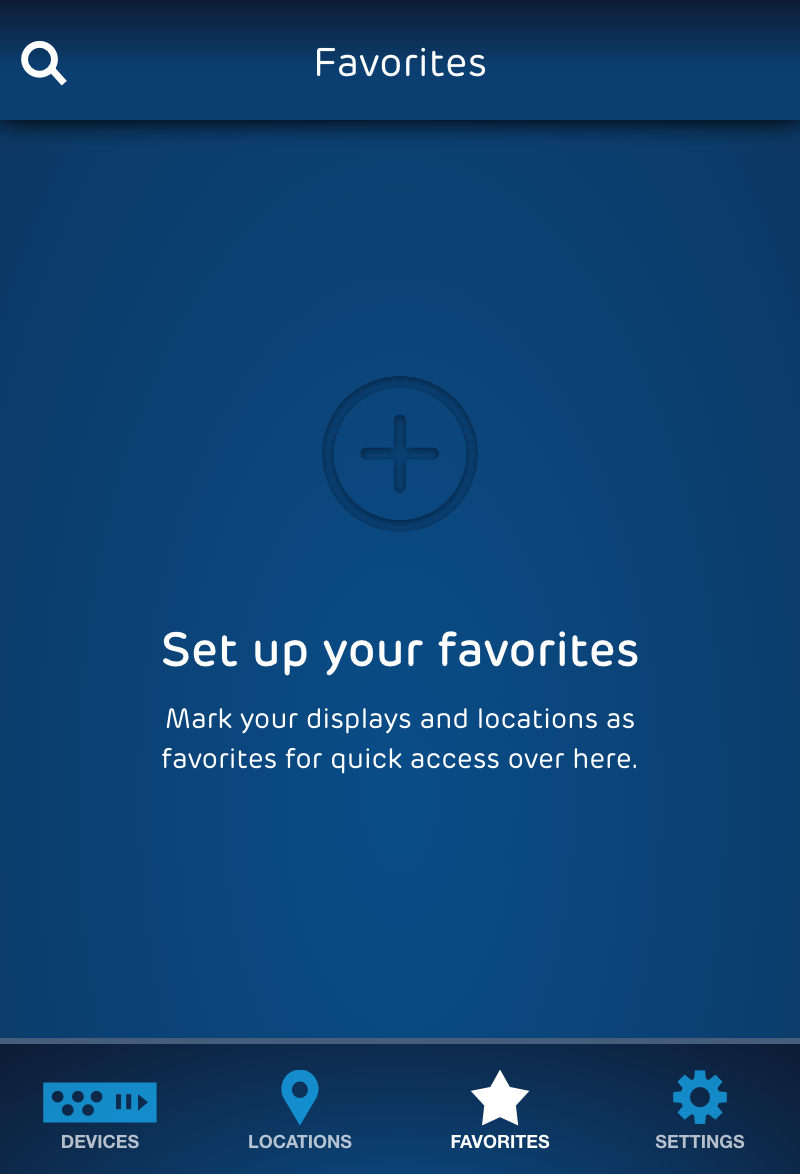 Favorites
Set up your favorites
Mark your displays and locations as
favorites for quick access over here.
DEVICES LOCATIONS FAVORITES SETTINGS